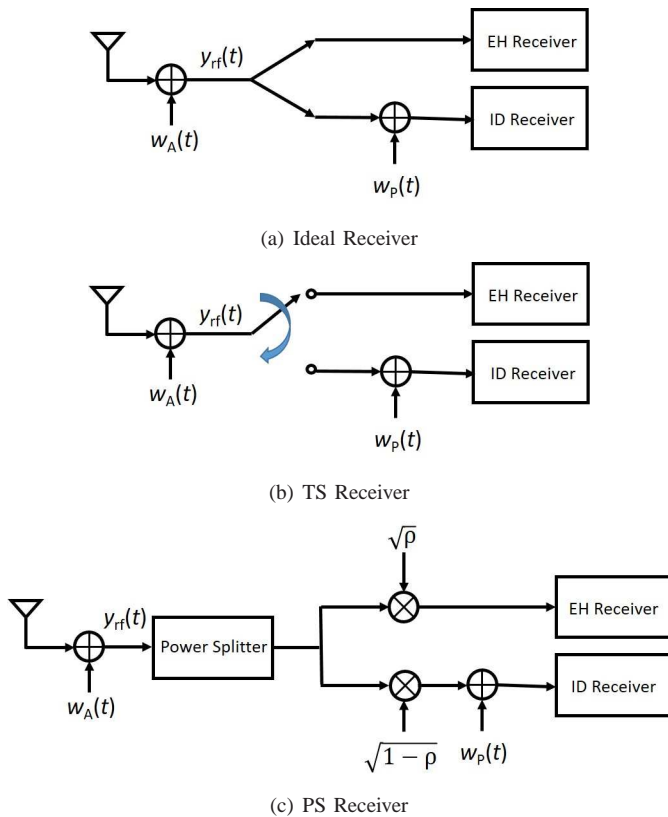 EH Receiver
y_rf(t)
ID Receiver
w_A(t)
w_P(t)
(a) Ideal Receiver
EH Receiver
y_rf(t)
ID Receiver
w_A(t)
w_P(t)
(b) TS Receiver
√ρ
EH Receiver
y_rf(t)
Power Splitter
ID Receiver
w_A(t)
√1 − ρ
w_P(t)
(c) PS Receiver